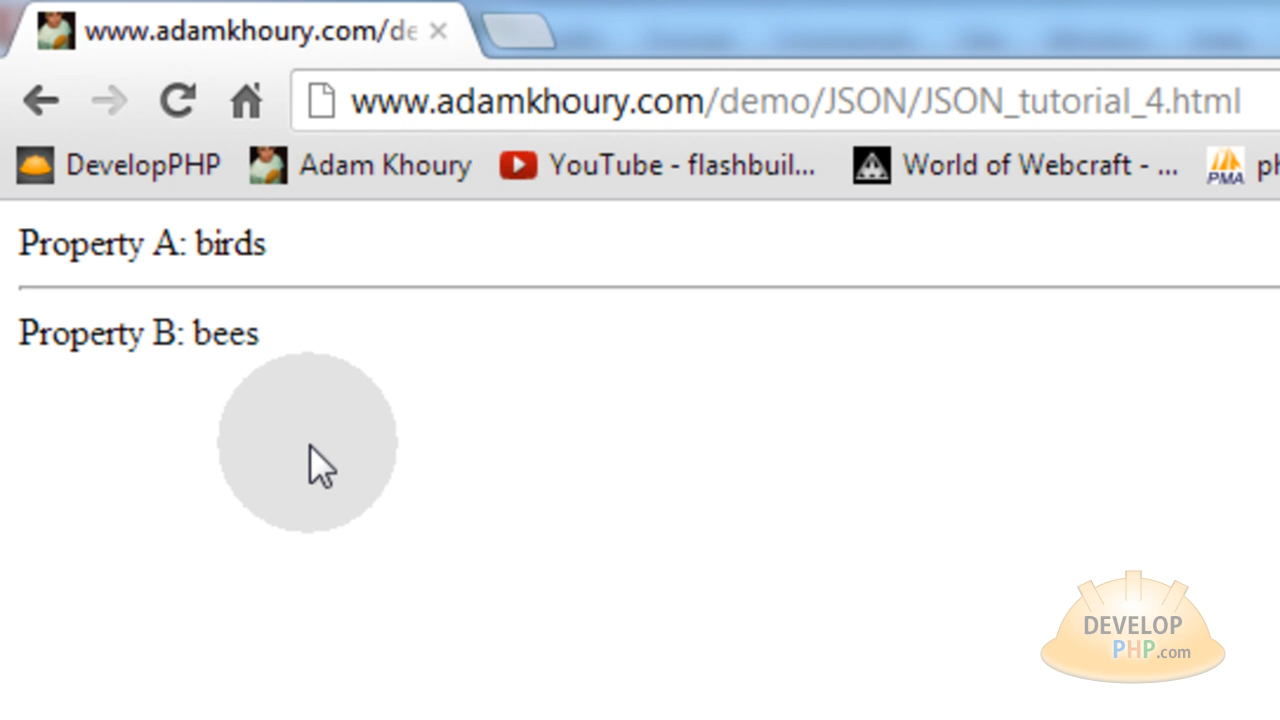 www.adamkhoury.com/de
www.adamkhoury.com/demo/JSON/JSON_tutorial_4.html
DevelopPHP Adam Khoury YouTube - flashbuil... World of Webcraft - ... PMA
Property A: birds
Property B: bees
DEVELOP
PHP.com